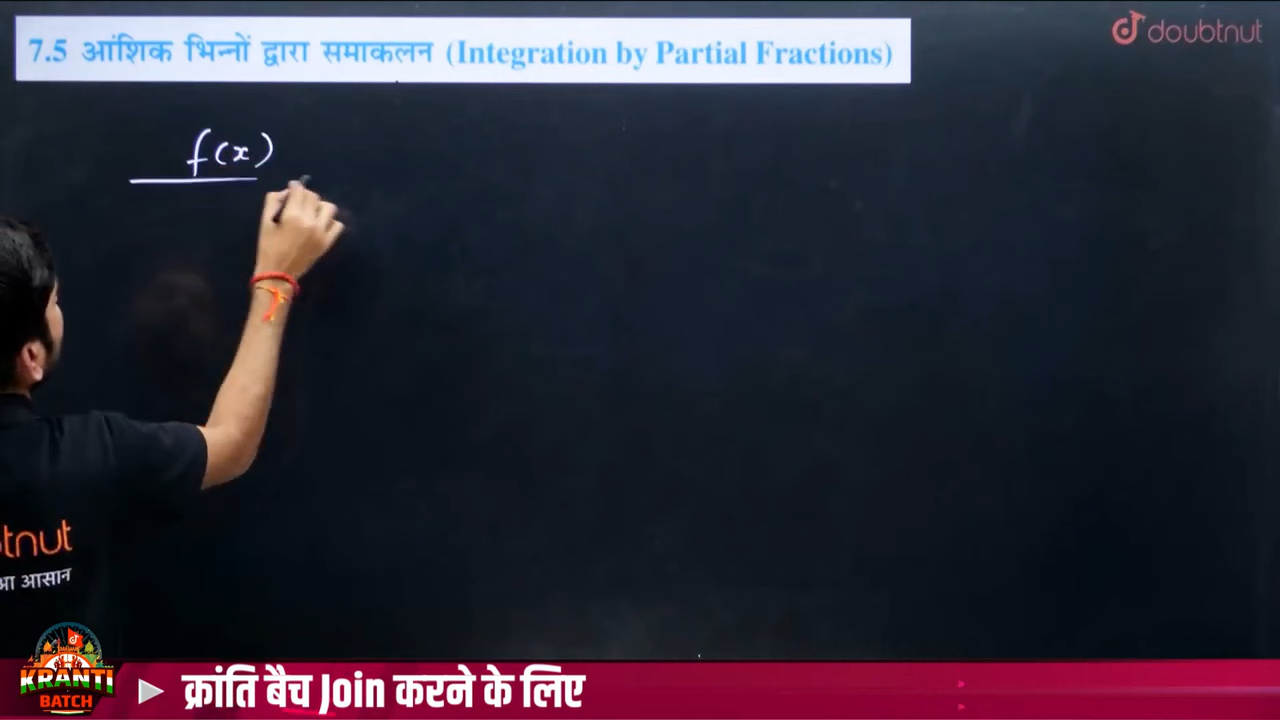 7.5 आंशिक भिन्नों द्वारा समाकलन (Integration by Partial Fractions)
doubtnut
f(x)
tnut
आ आसान
KRANTI
BATCH
क्रांति बैच Join करने के लिए